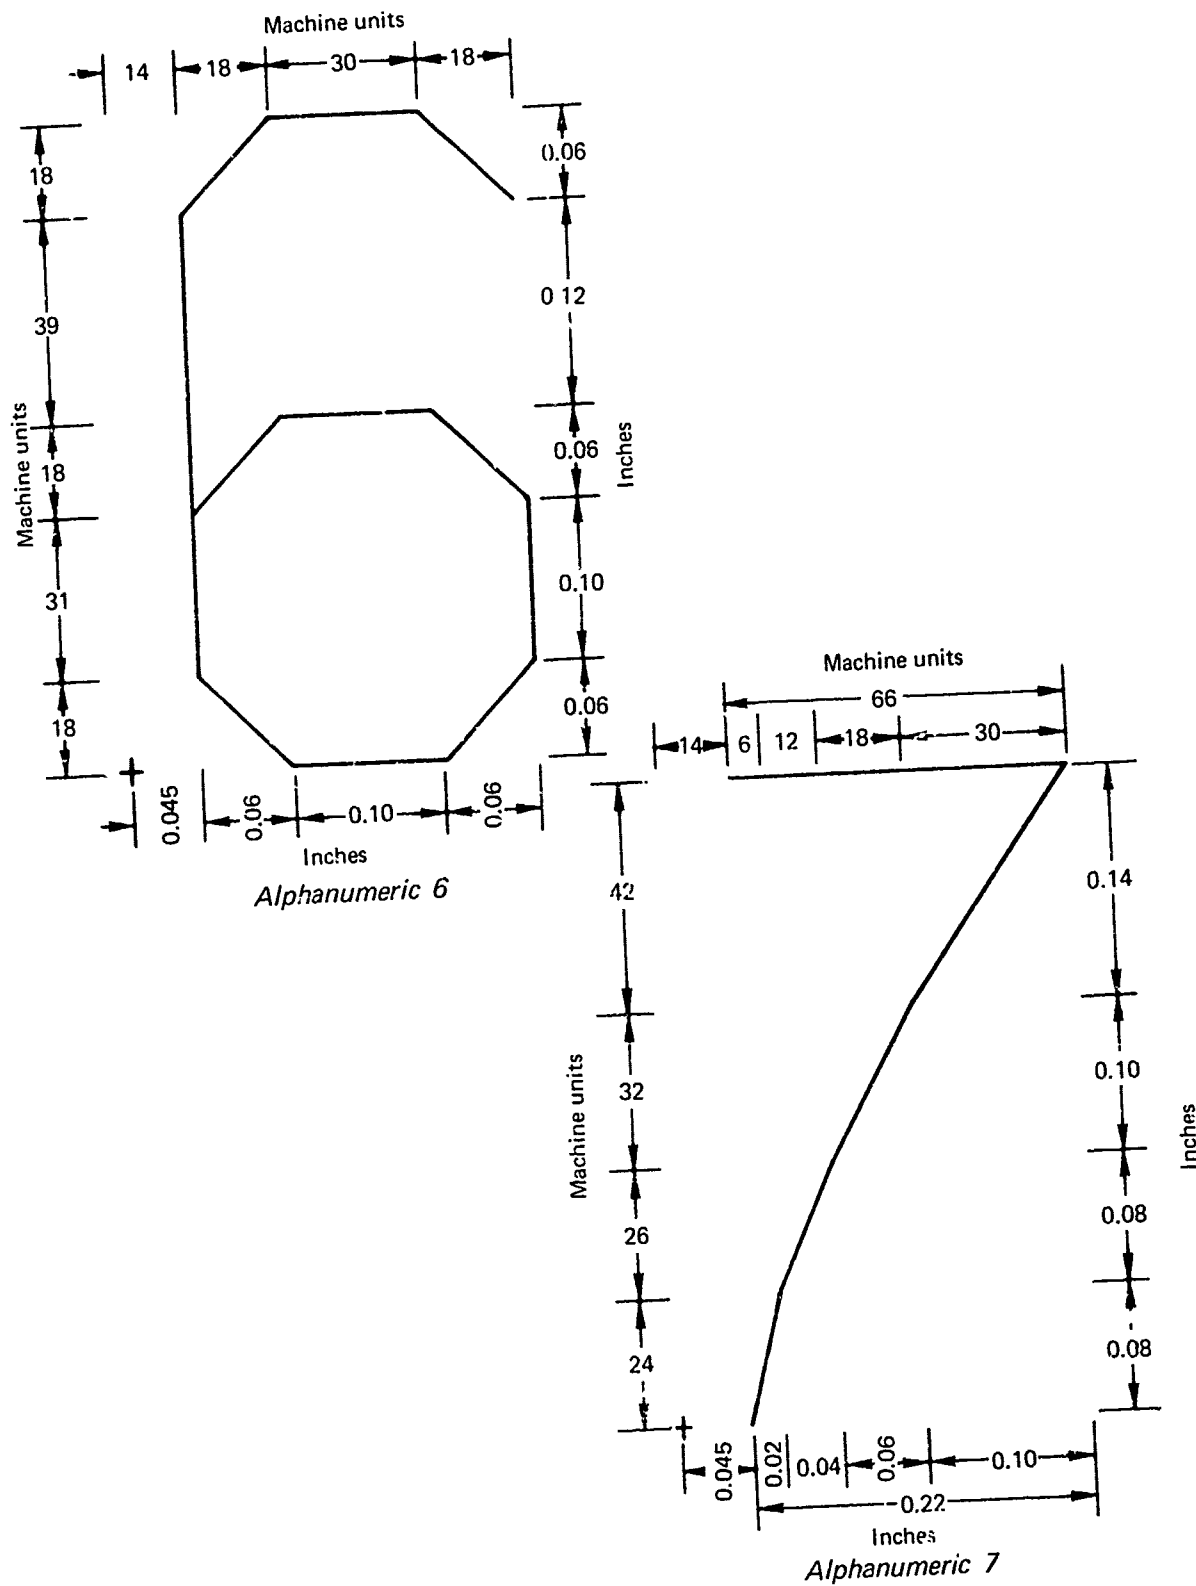 Machine units
14 18 30 18
0.06
18
0 12
39
Machine units
18
0.06
Inches
31
0.10
18
0.06
0.045 0.06 0.10 0.06
Inches
Alphanumeric 6
Machine units
66
14 6 12 18 30
42
0.14
Machine units
32
0.10
Inches
26
0.08
24
0.08
0.045 0.02 0.04 0.06 0.10
0.22
Inches
Alphanumeric 7